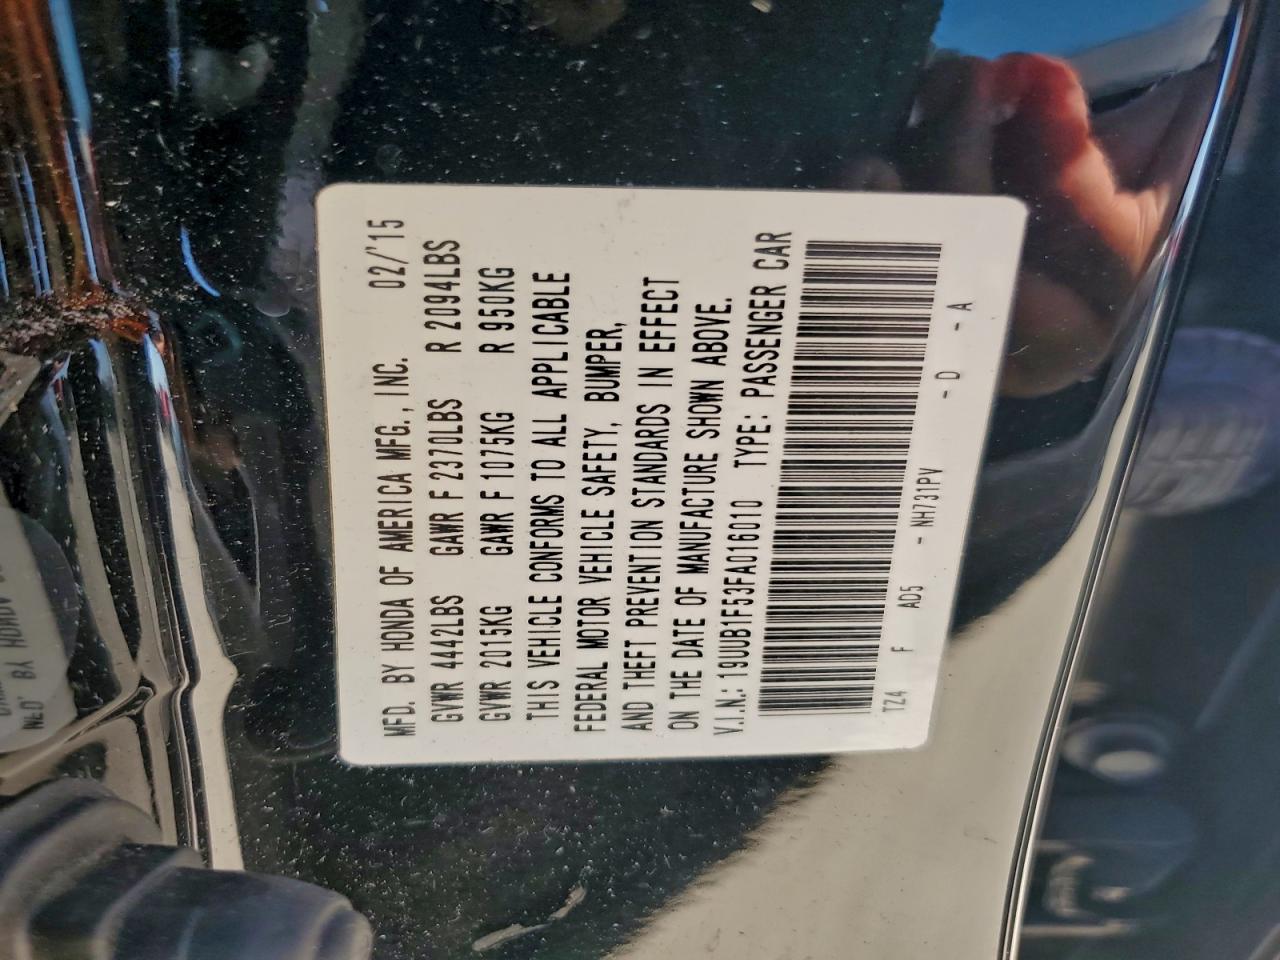 MFD. BY HONDA OF AMERICA MFG., INC. 02/'15
GVWR 4442LBS GAWR F 2370LBS R 2094LBS
GVWR 2015KG GAWR F 1075KG R 950KG
THIS VEHICLE CONFORMS TO ALL APPLICABLE
FEDERAL MOTOR VEHICLE SAFETY, BUMPER,
AND THEFT PREVENTION STANDARDS IN EFFECT
ON THE DATE OF MANUFACTURE SHOWN ABOVE.
V.I.N.: 19UUB1F53FA016010 TYPE: PASSENGER CAR
TZ4 F AD5 - NH731PV - D - A